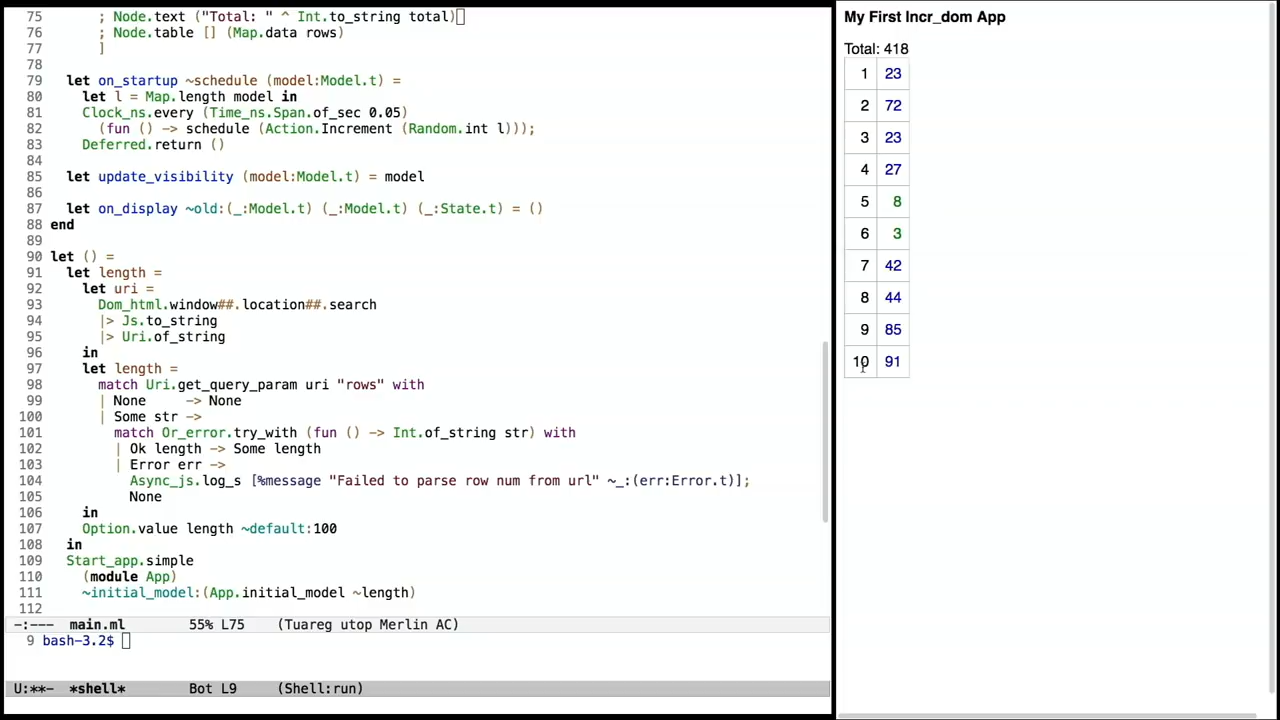 75       ; Node.text ("Total: " ^ Int.to_string total)
76       ; Node.table [] (Map.data rows)
77       ]
78
79   let on_startup ~schedule (model:Model.t) =
80     let l = Map.length model in
81     Clock_ns.every (Time_ns.Span.of_sec 0.05)
82       (fun () -> schedule (Action.Increment (Random.int l)));
83     Deferred.return ()
84
85   let update_visibility (model:Model.t) = model
86
87   let on_display ~old:(_:Model.t) (_:Model.t) (_:State.t) = ()
88 end
89
90 let () =
91   let length =
92     let uri =
93       Dom_html.window##.location##.search
94       |> Js.to_string
95       |> Uri.of_string
96     in
97     let length =
98       match Uri.get_query_param uri "rows" with
99       | None     -> None
100       | Some str ->
101         match Or_error.try_with (fun () -> Int.of_string str) with
102         | Ok length -> Some length
103         | Error err ->
104           Async_js.log_s [%message "Failed to parse row num from url" ~_:(err:Error.t)];
105           None
106     in
107     Option.value length ~default:100
108   in
109   Start_app.simple
110     (module App)
111     ~initial_model:(App.initial_model ~length)
112
-:---  main.ml        55% L75    (Tuareg utop Merlin AC)
9 bash-3.2$
U:**-  *shell*        Bot L9     (Shell:run)
My First Incr_dom App
Total: 418
1 23
2 72
3 23
4 27
5 8
6 3
7 42
8 44
9 85
10 91